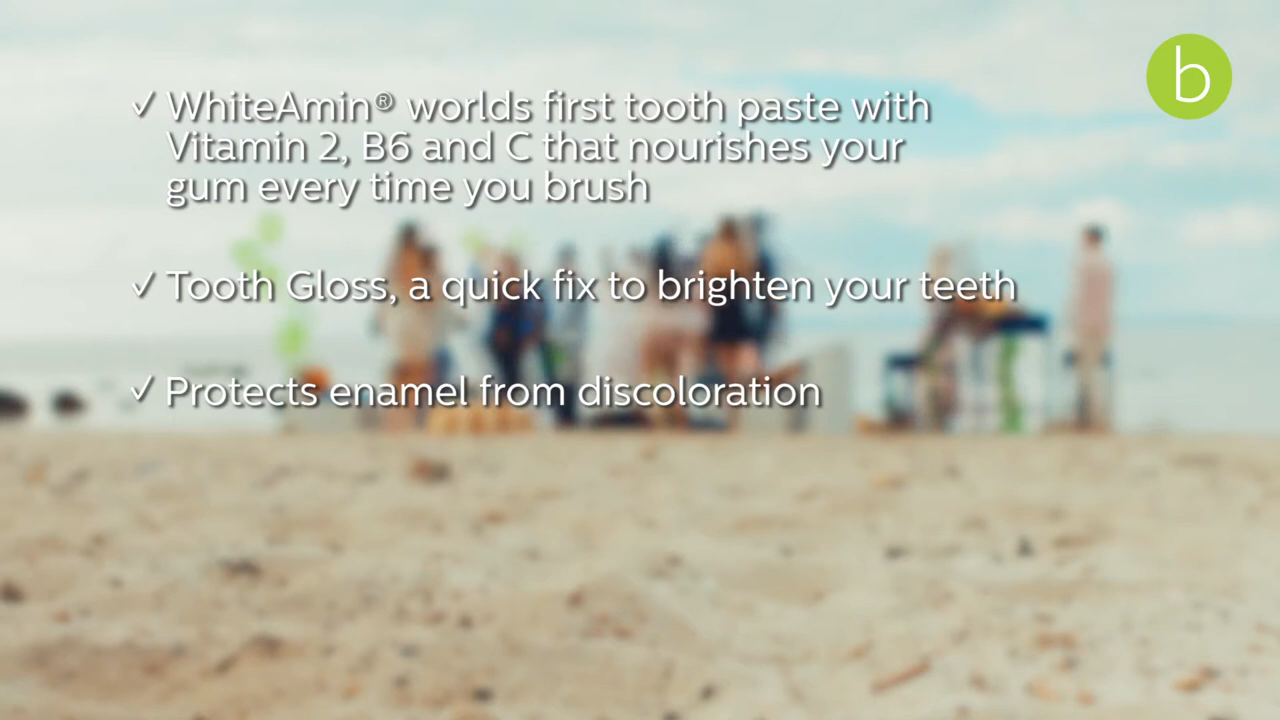 b
✓ WhiteAmin® worlds first tooth paste with
Vitamin 2, B6 and C that nourishes your
gum every time you brush
✓ Tooth Gloss, a quick fix to brighten your teeth
✓ Protects enamel from discoloration